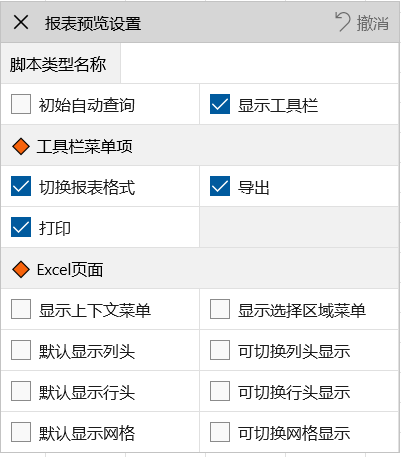 报表预览设置 撤消
脚本类型名称
初始自动查询 显示工具栏
工具栏菜单项
切换报表格式 导出
打印
Excel页面
显示上下文菜单 显示选择区域菜单
默认显示列头 可切换列头显示
默认显示行头 可切换行头显示
默认显示网格 可切换网格显示